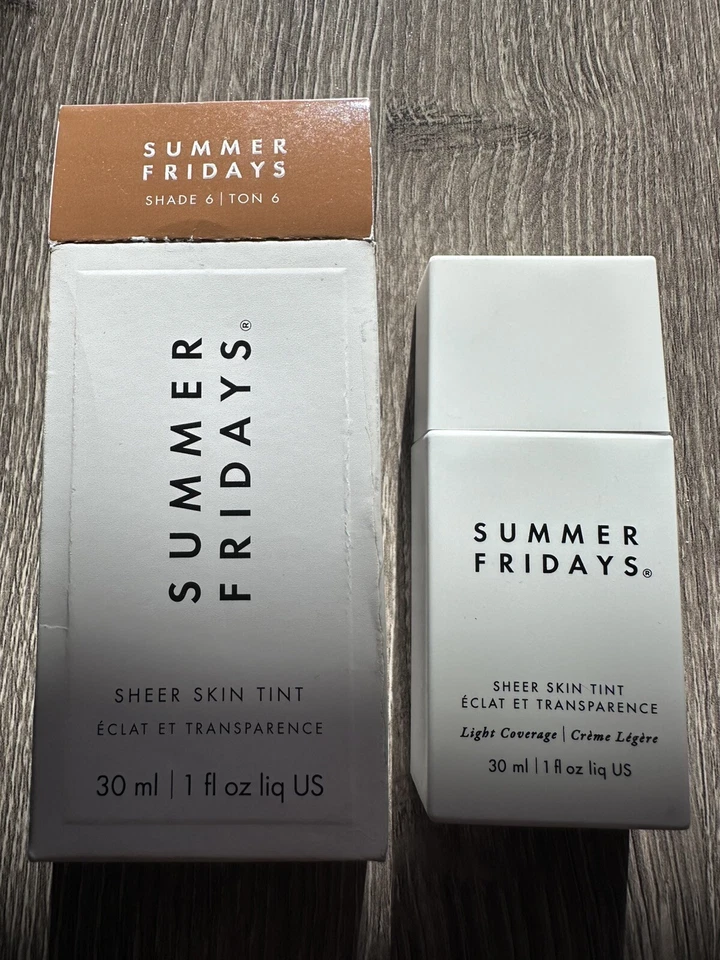 SUMMER
FRIDAYS
SHADE 6 | TON 6
SUMMER
FRIDAYS®
SHEER SKIN TINT
ÉCLAT ET TRANSPARENCE
30 ml | 1 fl oz liq US
SUMMER
FRIDAYS®
SHEER SKIN TINT
ÉCLAT ET TRANSPARENCE
Light Coverage | Crème Légère
30 ml | 1 fl oz liq US